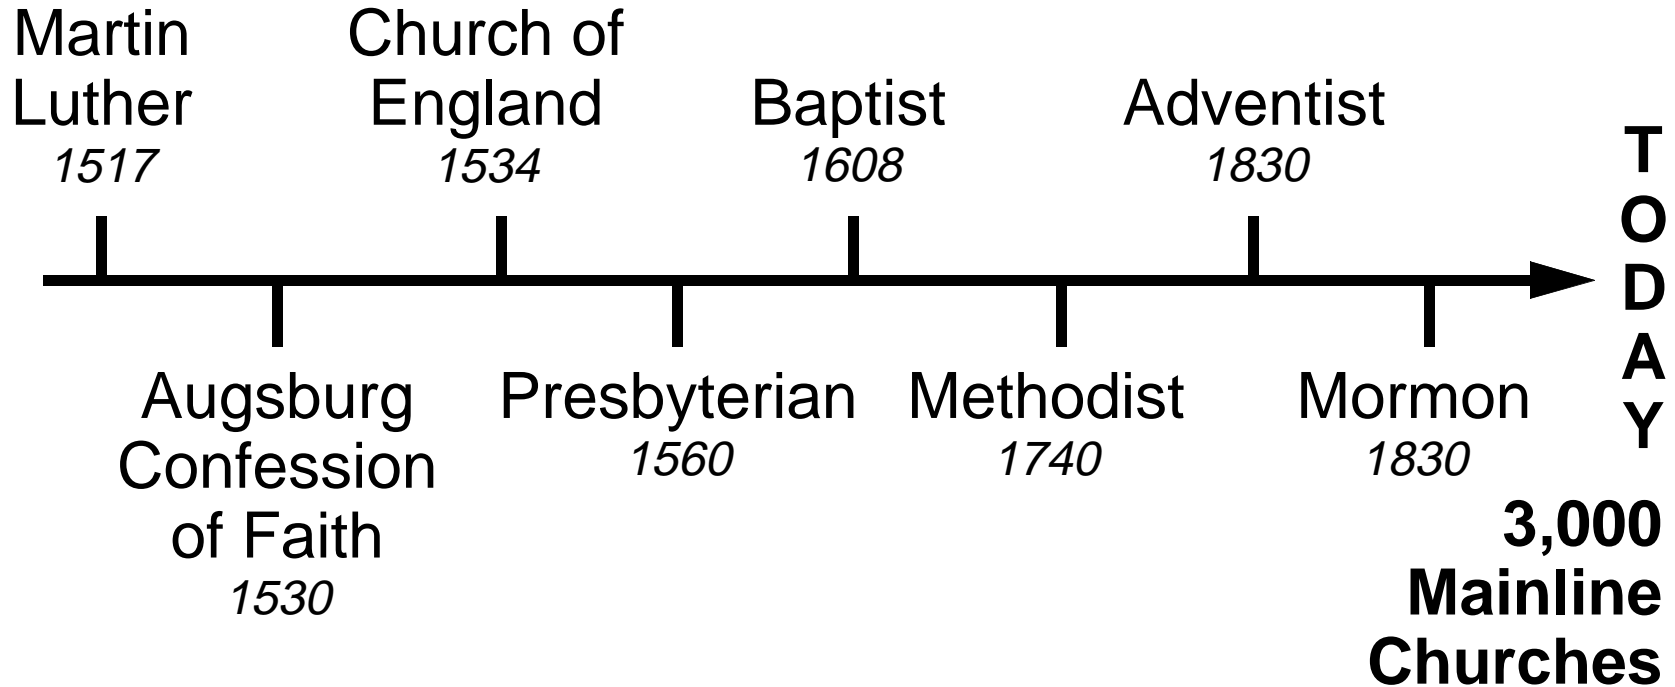 Martin
Luther
1517
Church of
England
1534
Baptist
1608
Adventist
1830
Augsburg
Confession
of Faith
1530
Presbyterian
1560
Methodist
1740
Mormon
1830
T
O
D
A
Y
3,000
Mainline
Churches